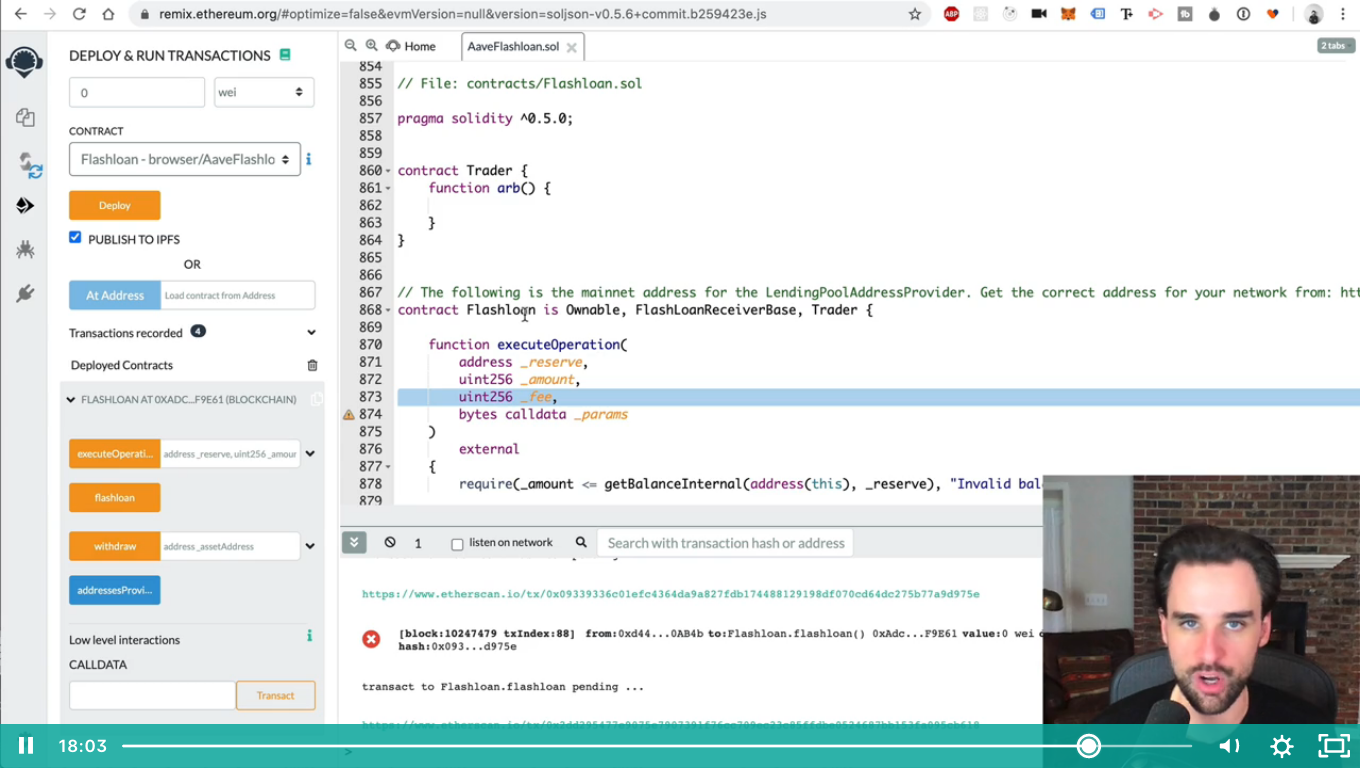 remix.ethereum.org/#optimize=false&evmVersion=null&version=soljson-v0.5.6+commit.b259423e.js
ABP
DEPLOY & RUN TRANSACTIONS
0
wei
CONTRACT
Flashloan - browser/AaveFlashlo
i
Deploy
PUBLISH TO IPFS
OR
At Address
Load contract from Address
Transactions recorded 4
Deployed Contracts
FLASHLOAN AT 0XADC...F9E61 (BLOCKCHAIN)
executeOperati...
address _reserve, uint256 _amour
flashloan
withdraw
address _assetAddress
addressesProvi...
Low level interactions
i
CALLDATA
Transact
Home
AaveFlashloan.sol
2 tabs
854
855 // File: contracts/Flashloan.sol
856
857 pragma solidity ^0.5.0;
858
859
860 contract Trader {
861 function arb() {
862
863 }
864 }
865
866
867 // The following is the mainnet address for the LendingPoolAddressProvider. Get the correct address for your network from: htt
868 contract Flashloan is Ownable, FlashLoanReceiverBase, Trader {
869
870 function executeOperation(
871 address _reserve,
872 uint256 _amount,
873 uint256 _fee,
874 bytes calldata _params
875 )
876 external
877 {
878 require(_amount <= getBalanceInternal(address(this), _reserve), "Invalid bal
879
1
listen on network
Search with transaction hash or address
https://www.etherscan.io/tx/0x09339336c01efc4364da9a827fdb174488129198df070cd64dc275b77a9d975e
[block:10247479 txIndex:88] from:0xd44...0AB4b to:Flashloan.flashloan() 0xAdc...F9E61 value:0 wei
hash:0x093...d975e
transact to Flashloan.flashloan pending ...
>
18:03